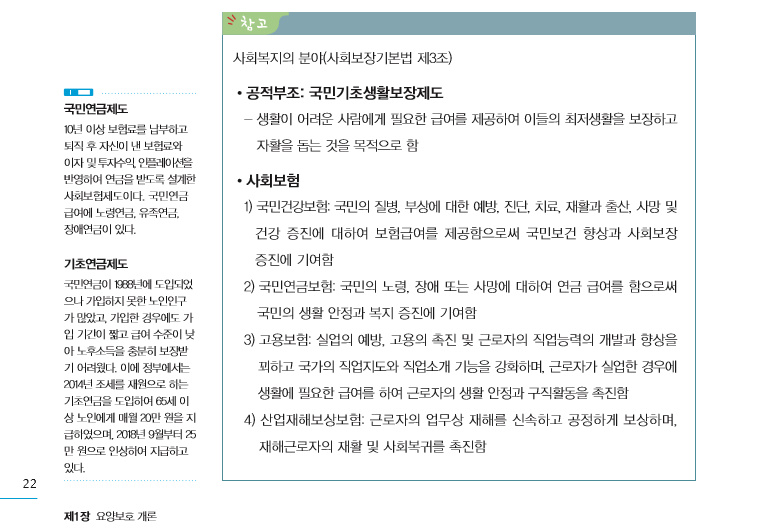 참고
사회복지의 분야(사회보장기본법 제3조)
• 공적부조: 국민기초생활보장제도
– 생활이 어려운 사람에게 필요한 급여를 제공하여 이들의 최저생활을 보장하고
자활을 돕는 것을 목적으로 함
• 사회보험
1) 국민건강보험: 국민의 질병, 부상에 대한 예방, 진단, 치료, 재활과 출산, 사망 및
건강 증진에 대하여 보험급여를 제공함으로써 국민보건 향상과 사회보장
증진에 기여함
2) 국민연금보험: 국민의 노령, 장애 또는 사망에 대하여 연금 급여를 함으로써
국민의 생활 안정과 복지 증진에 기여함
3) 고용보험: 실업의 예방, 고용의 촉진 및 근로자의 직업능력의 개발과 향상을
꾀하고 국가의 직업지도와 직업소개 기능을 강화하며, 근로자가 실업한 경우에
생활에 필요한 급여를 하여 근로자의 생활 안정과 구직활동을 촉진함
4) 산업재해보상보험: 근로자의 업무상 재해를 신속하고 공정하게 보상하며,
재해근로자의 재활 및 사회복귀를 촉진함
국민연금제도
10년 이상 보험료를 납부하고
퇴직 후 자신이 낸 보험료와
이자 및 투자수익, 인플레이션을
반영하여 연금을 받도록 설계한
사회보험제도이다. 국민연금
급여에 노령연금, 유족연금,
장애연금이 있다.
기초연금제도
국민연금이 1988년에 도입되었
으나 가입하지 못한 노인인구
가 많았고, 가입한 경우에도 가
입 기간이 짧고 급여 수준이 낮
아 노후소득을 충분히 보장받
기 어려웠다. 이에 정부에서는
2014년 조세를 재원으로 하는
기초연금을 도입하여 65세 이
상 노인에게 매월 20만 원을 지
급하였으며, 2018년 9월부터 25
만 원으로 인상하여 지급하고
있다.
22
제1장 요양보호 개론